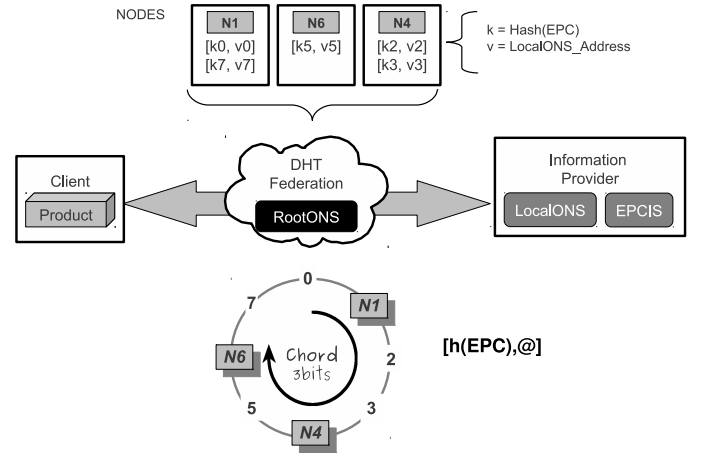 NODES
N1
[k0, v0]
[k7, v7]
N6
[k5, v5]
N4
[k2, v2]
[k3, v3]
k = Hash(EPC)
v = LocalONS_Address
Client
Product
DHT
Federation
RootONS
Information
Provider
LocalONS
EPCIS
0
N1
2
3
N4
5
N6
7
Chord
3bits
[h(EPC),@]